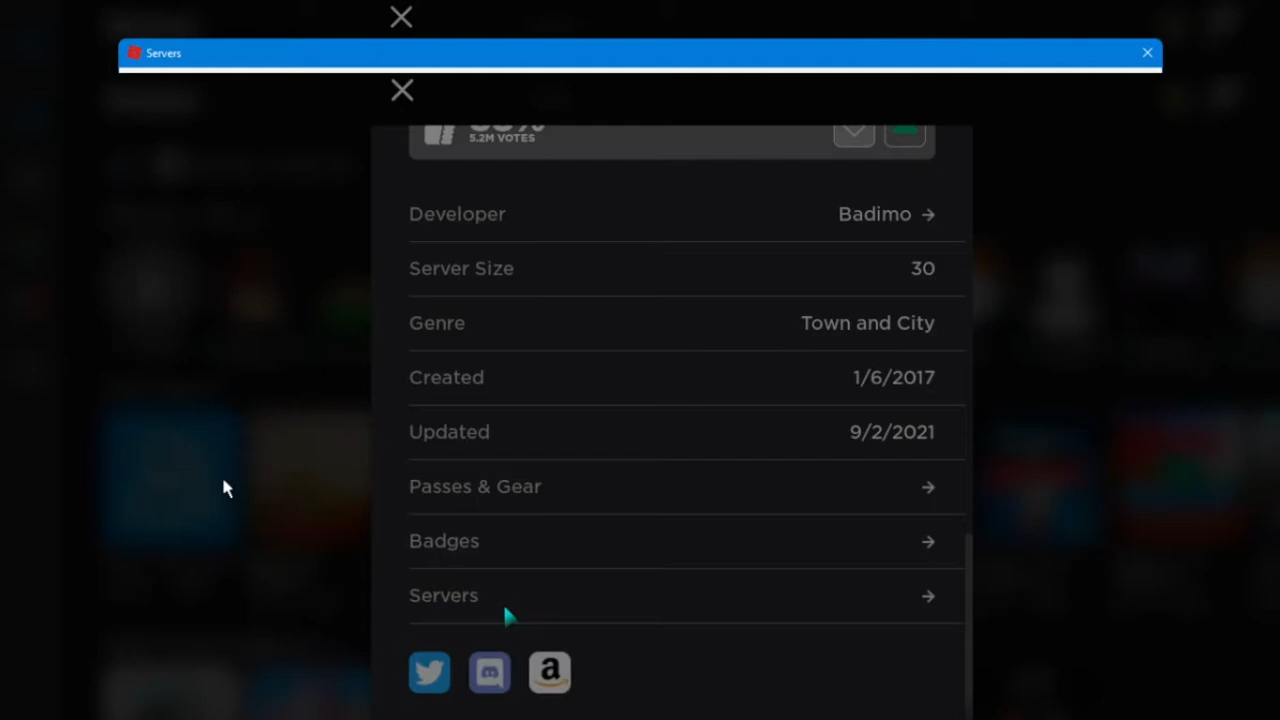 Servers
5.2M VOTES
Developer Badimo
Server Size 30
Genre Town and City
Created 1/6/2017
Updated 9/2/2021
Passes & Gear
Badges
Servers